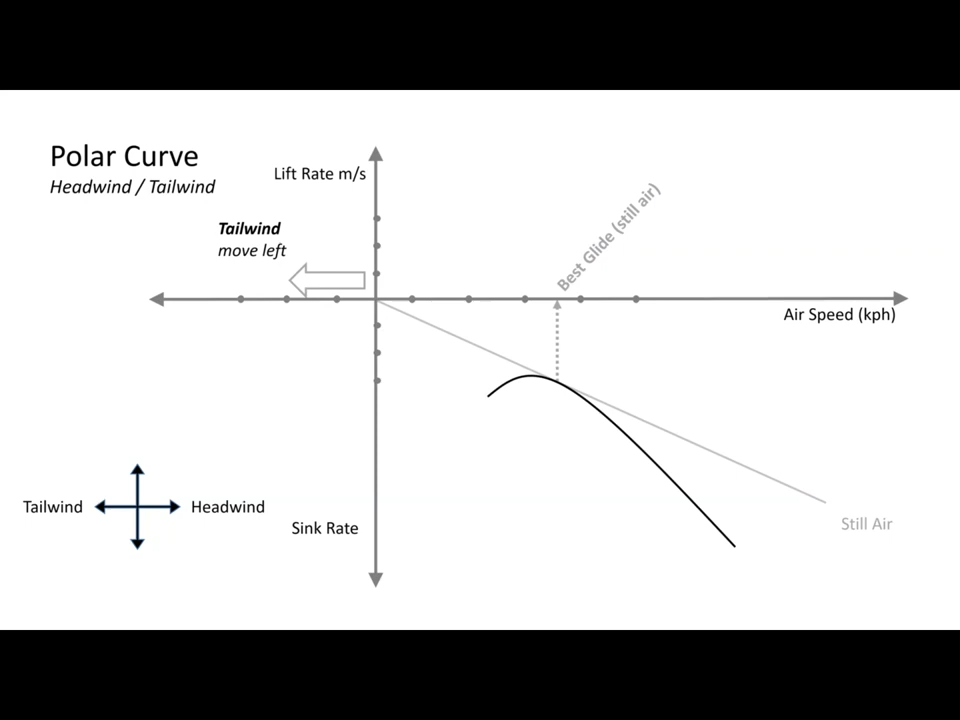 Polar Curve
Headwind / Tailwind
Lift Rate m/s
Tailwind
move left
Best Glide (still air)
Air Speed (kph)
Tailwind
Headwind
Sink Rate
Still Air